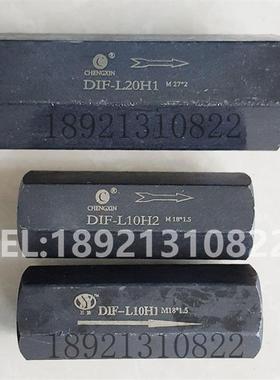 CHENGXIN
DIF-L20H1 M 27*2
18921310822
CHENGXIN
DIF-L10H2 M 18*1.5
TEL:18921310822
DIF-L10H1 M18*1.5
18921310822